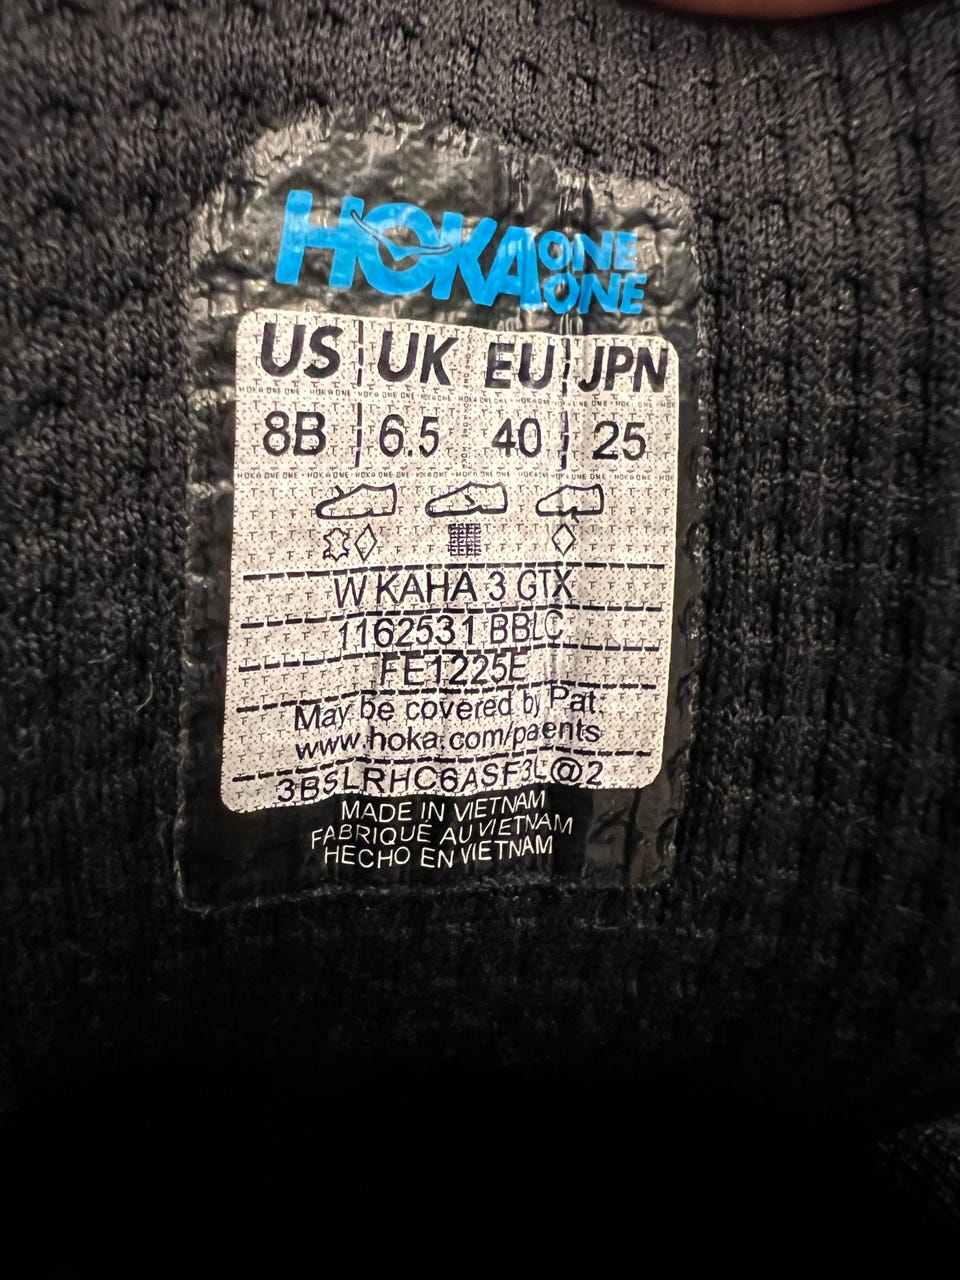 HOKA ONE ONE
US UK EU JPN
8B 6.5 40 25
W KAHA 3 GTX
1162531 BBLC
FE1225E
May be covered by Pat.
www.hoka.com/patents
3BSLRHC6ASF3L@2
MADE IN VIETNAM
FABRIQUÉ AU VIETNAM
HECHO EN VIETNAM